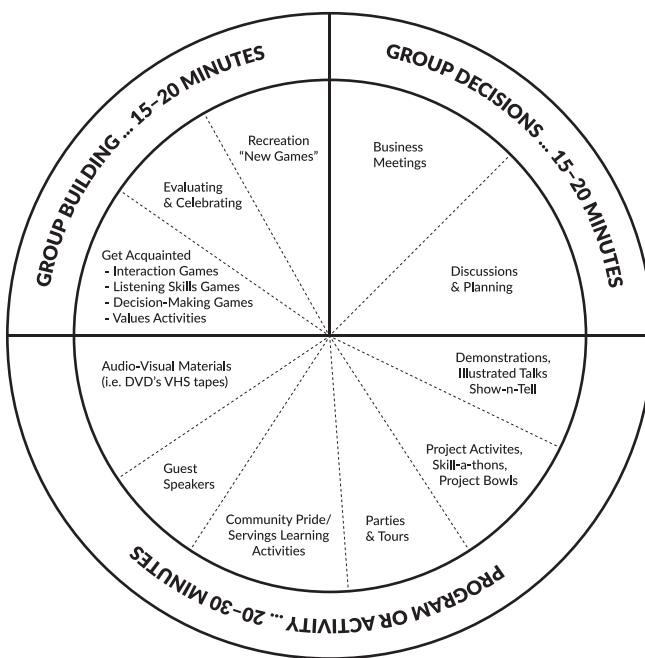 GROUP BUILDING ... 15–20 MINUTES
GROUP DECISIONS ... 15–20 MINUTES
Recreation
“New Games”
Evaluating
& Celebrating
Get Acquainted
- Interaction Games
- Listening Skills Games
- Decision-Making Games
- Values Activities
Business
Meetings
Discussions
& Planning
Audio-Visual Materials
(i.e. DVD’s VHS tapes)
Guest
Speakers
Community Pride/
Servings Learning
Activities
Parties
& Tours
Project Activites,
Skill-a-thons,
Project Bowls
Demonstrations,
Illustrated Talks
Show-n-Tell
PROGRAM OR ACTIVITY ... 20–30 MINUTES